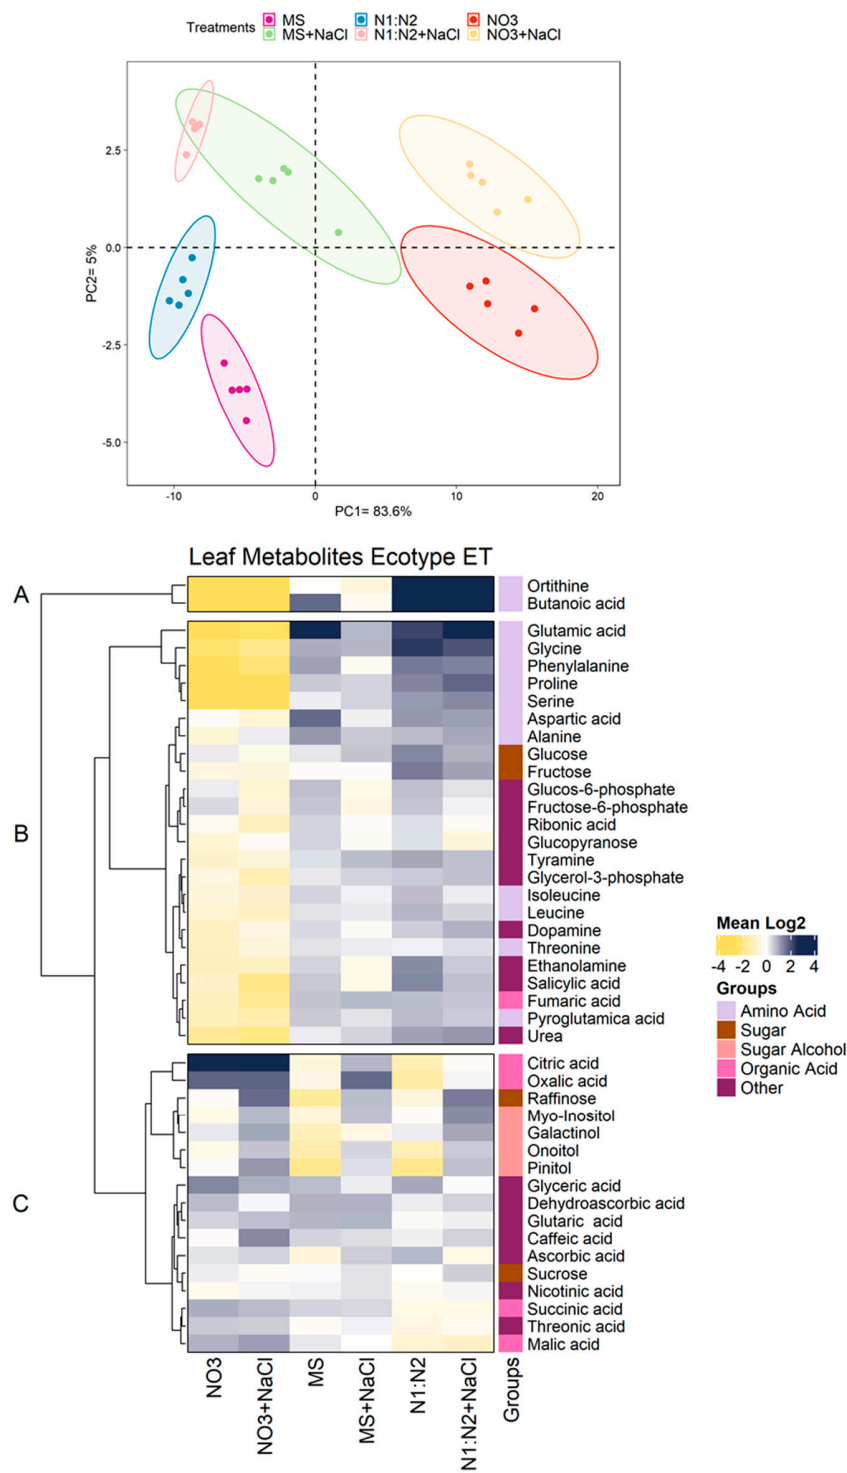 Treatments
MS
N1:N2
NO3
MS+NaCl
N1:N2+NaCl
NO3+NaCl
PC2= 5%
2.5
0.0
-2.5
-5.0
-10
0
10
20
PC1= 83.6%
Leaf Metabolites Ecotype ET
A
Ortithine
Butanoic acid
B
Glutamic acid
Glycine
Phenylalanine
Proline
Serine
Aspartic acid
Alanine
Glucose
Fructose
Glucos-6-phosphate
Fructose-6-phosphate
Ribonic acid
Glucopyranose
Tyramine
Glycerol-3-phosphate
Isoleucine
Leucine
Dopamine
Threonine
Ethanolamine
Salicylic acid
Fumaric acid
Pyroglutamica acid
Urea
C
Citric acid
Oxalic acid
Raffinose
Myo-Inositol
Galactinol
Onoitol
Pinitol
Glyceric acid
Dehydroascorbic acid
Glutaric acid
Caffeic acid
Ascorbic acid
Sucrose
Nicotinic acid
Succinic acid
Threonic acid
Malic acid
NO3
NO3+NaCl
MS
MS+NaCl
N1:N2
N1:N2+NaCl
Groups
Mean Log2
-4 -2 0 2 4
Groups
Amino Acid
Sugar
Sugar Alcohol
Organic Acid
Other